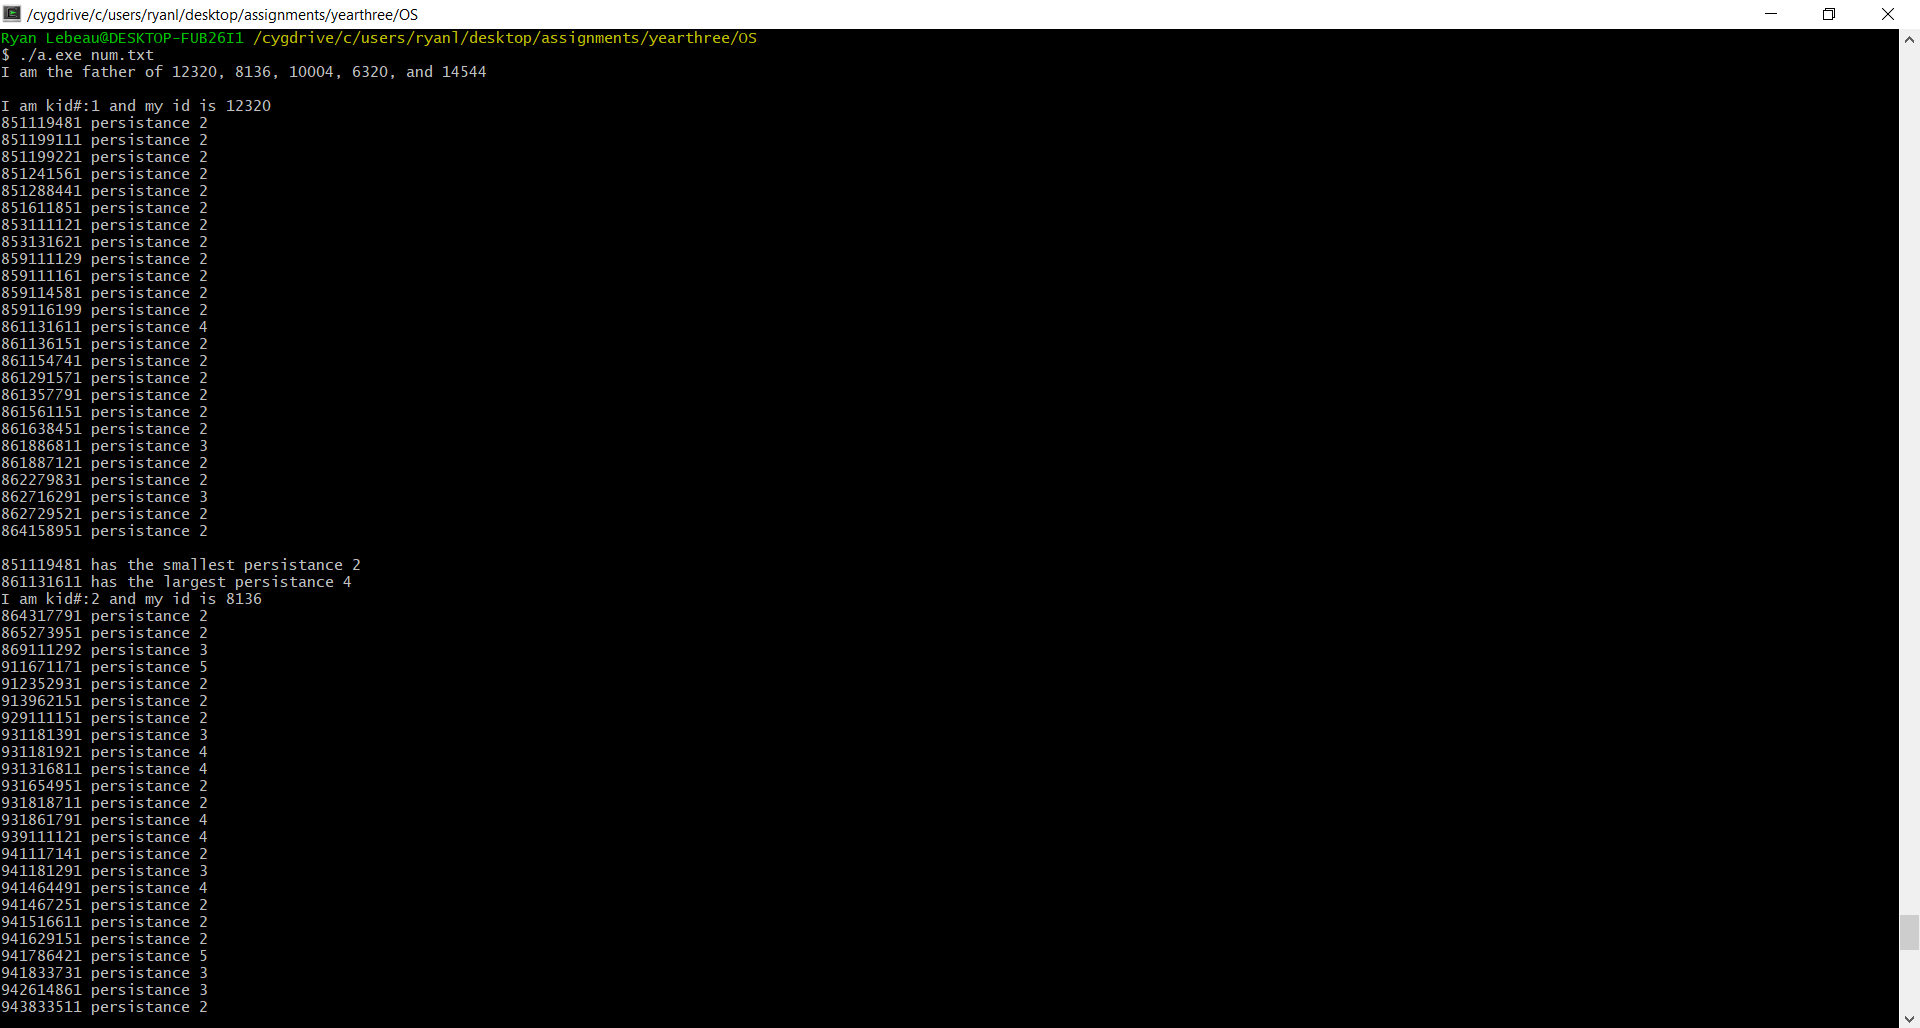 /cygdrive/c/users/ryanl/desktop/assignments/yearthree/OS
Ryan Lebeau@DESKTOP-FUB26I1 /cygdrive/c/users/ryanl/desktop/assignments/yearthree/OS
$ ./a.exe num.txt
I am the father of 12320, 8136, 10004, 6320, and 14544

I am kid#:1 and my id is 12320
851119481 persistance 2
851199111 persistance 2
851199221 persistance 2
851241561 persistance 2
851288441 persistance 2
851611851 persistance 2
853111121 persistance 2
853131621 persistance 2
859111129 persistance 2
859111161 persistance 2
859114581 persistance 2
859116199 persistance 2
861131611 persistance 4
861136151 persistance 2
861154741 persistance 2
861291571 persistance 2
861357791 persistance 2
861561151 persistance 2
861638451 persistance 2
861886811 persistance 3
861887121 persistance 2
862279831 persistance 2
862716291 persistance 3
862729521 persistance 2
864158951 persistance 2

851119481 has the smallest persistance 2
861131611 has the largest persistance 4
I am kid#:2 and my id is 8136
864317791 persistance 2
865273951 persistance 2
869111292 persistance 3
911671171 persistance 5
912352931 persistance 2
913962151 persistance 2
929111151 persistance 2
931181391 persistance 3
931181921 persistance 4
931316811 persistance 4
931654951 persistance 2
931818711 persistance 2
931861791 persistance 4
939111121 persistance 4
941117141 persistance 2
941181291 persistance 3
941464491 persistance 4
941467251 persistance 2
941516611 persistance 2
941629151 persistance 2
941786421 persistance 5
941833731 persistance 3
942614861 persistance 3
943833511 persistance 2